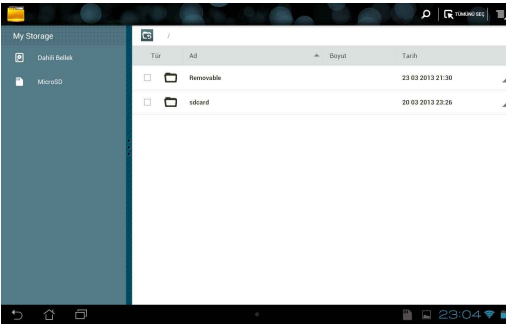 TÜMÜNÜ SEÇ
My Storage
/
Dahili Bellek
MicroSD
Tür Ad Boyut Tarih
Removable 23 03 2013 21:30
sdcard 20 03 2013 23:26
23:04